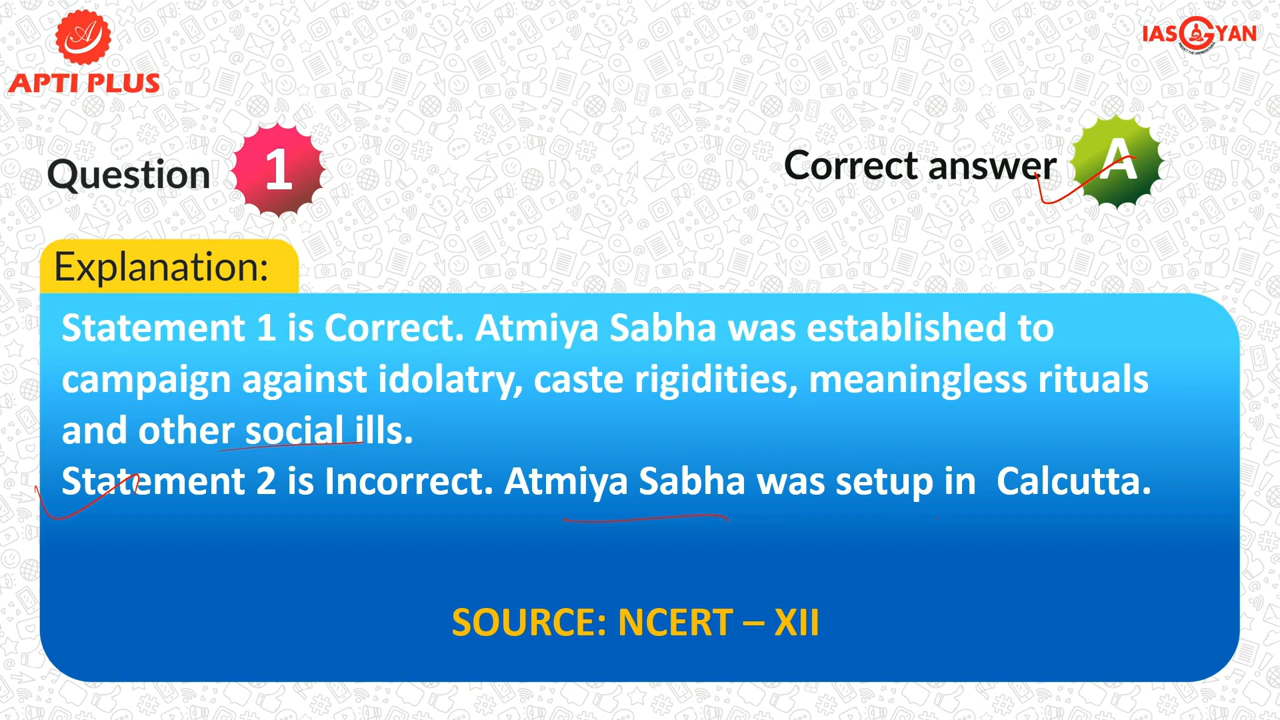 APTI PLUS
IAS GYAN
Question 1
Correct answer A
Explanation:
Statement 1 is Correct. Atmiya Sabha was established to
campaign against idolatry, caste rigidities, meaningless rituals
and other social ills.
Statement 2 is Incorrect. Atmiya Sabha was setup in Calcutta.
SOURCE: NCERT – XII